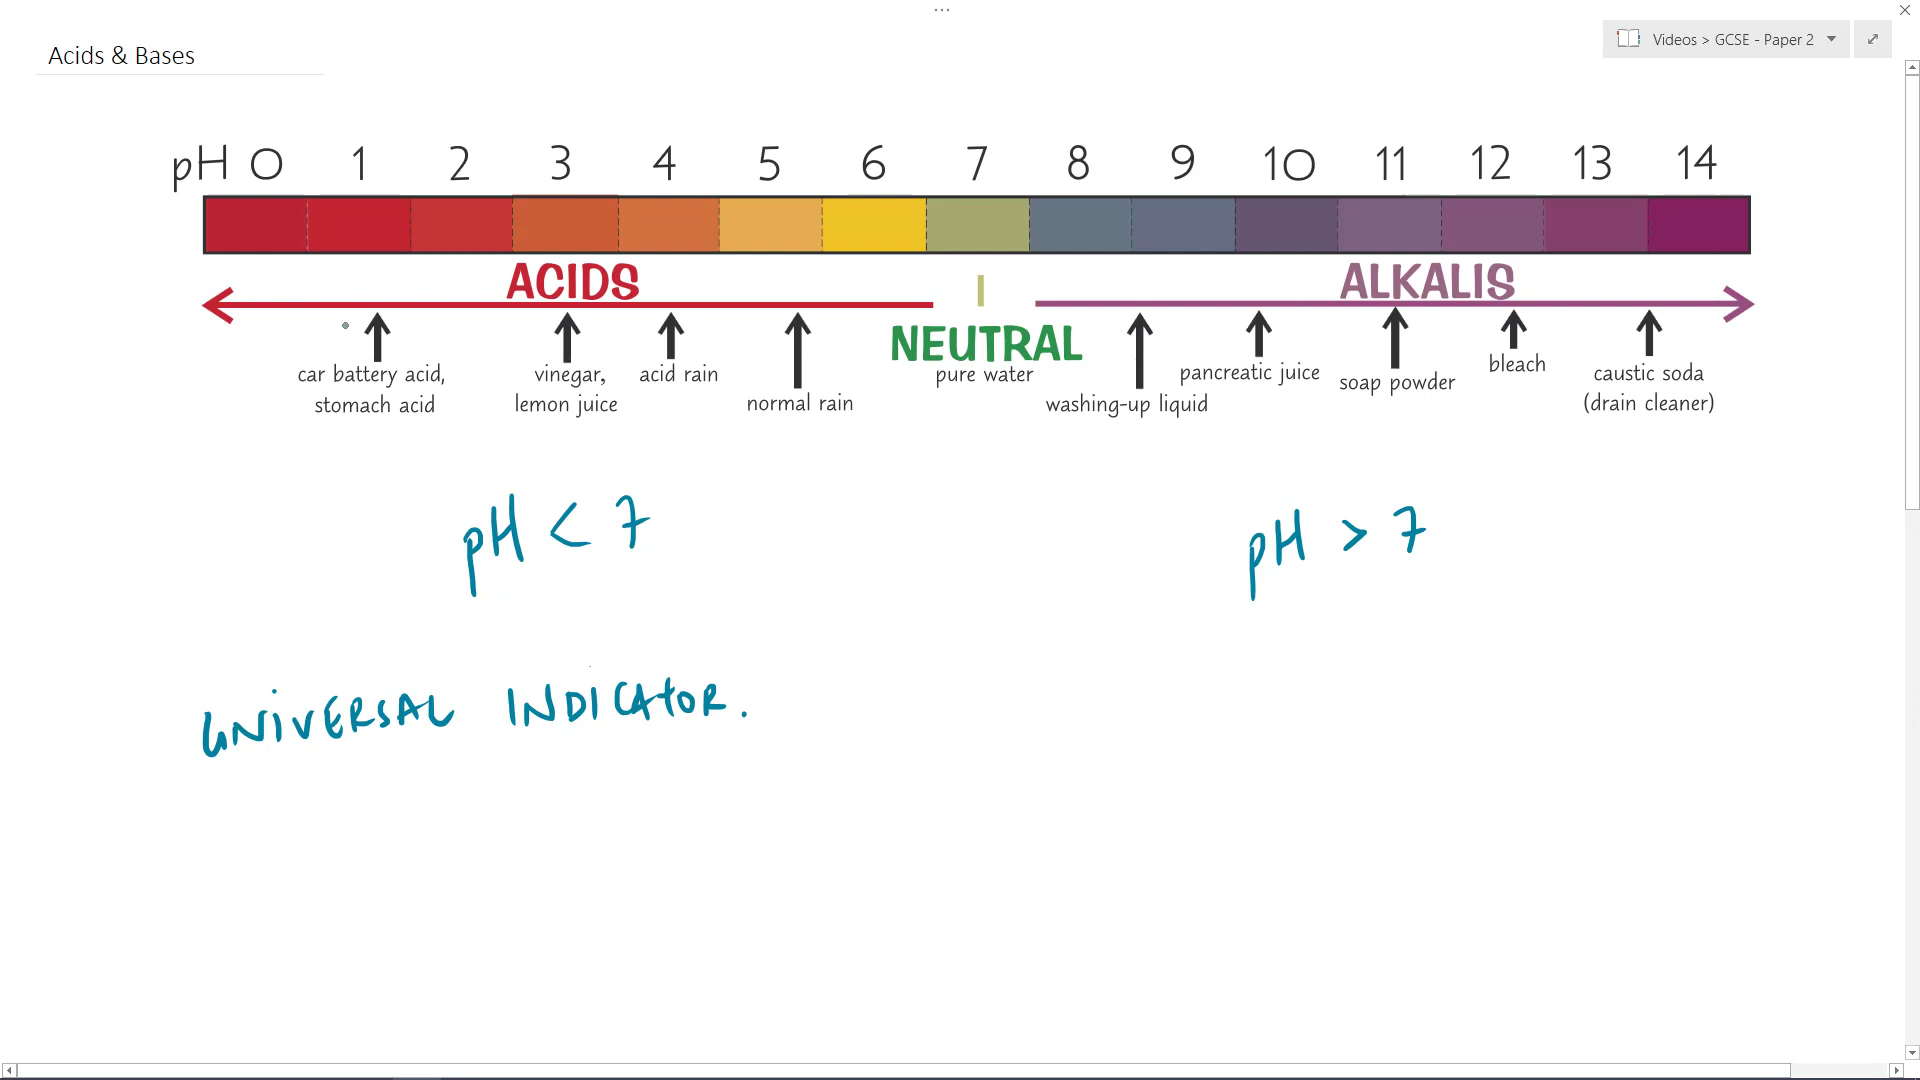 ...
Acids & Bases
Videos > GCSE - Paper 2
pH 0 1 2 3 4 5 6 7 8 9 10 11 12 13 14
ACIDS
ALKALIS
NEUTRAL
car battery acid,
stomach acid
vinegar,
lemon juice
acid rain
normal rain
pure water
washing-up liquid
pancreatic juice
soap powder
bleach
caustic soda
(drain cleaner)
pH < 7
pH > 7
UNIVERSAL INDICATOR.